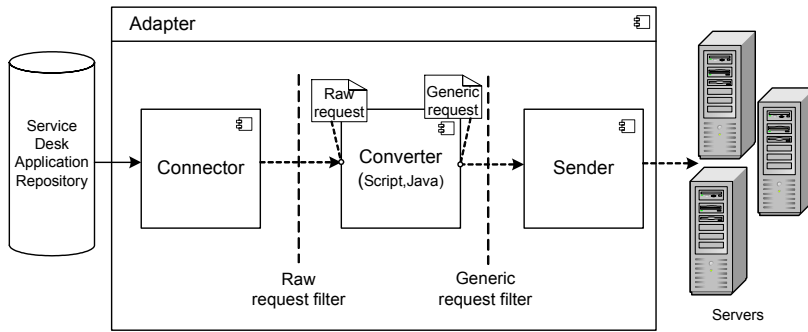 Adapter
Service
Desk
Application
Repository
Connector
Raw
request
Generic
request
Converter
(Script,Java)
Sender
Raw
request filter
Generic
request filter
Servers